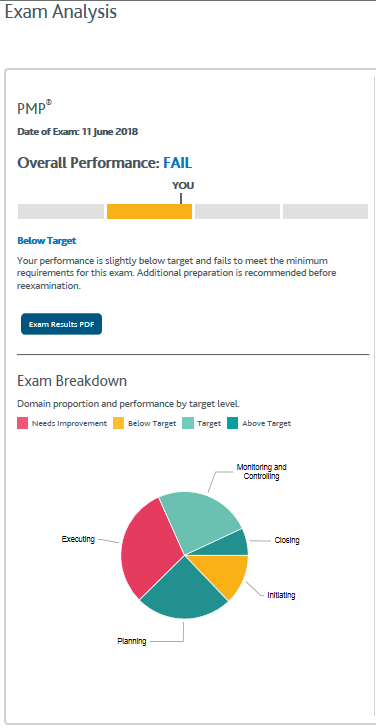 Exam Analysis
PMP®
Date of Exam: 11 June 2018
Overall Performance: FAIL
YOU
Below Target
Your performance is slightly below target and fails to meet the minimum
requirements for this exam. Additional preparation is recommended before
reexamination.
Exam Results PDF
Exam Breakdown
Domain proportion and performance by target level.
Needs Improvement Below Target Target Above Target
Monitoring and
Controlling
Executing
Closing
Initiating
Planning